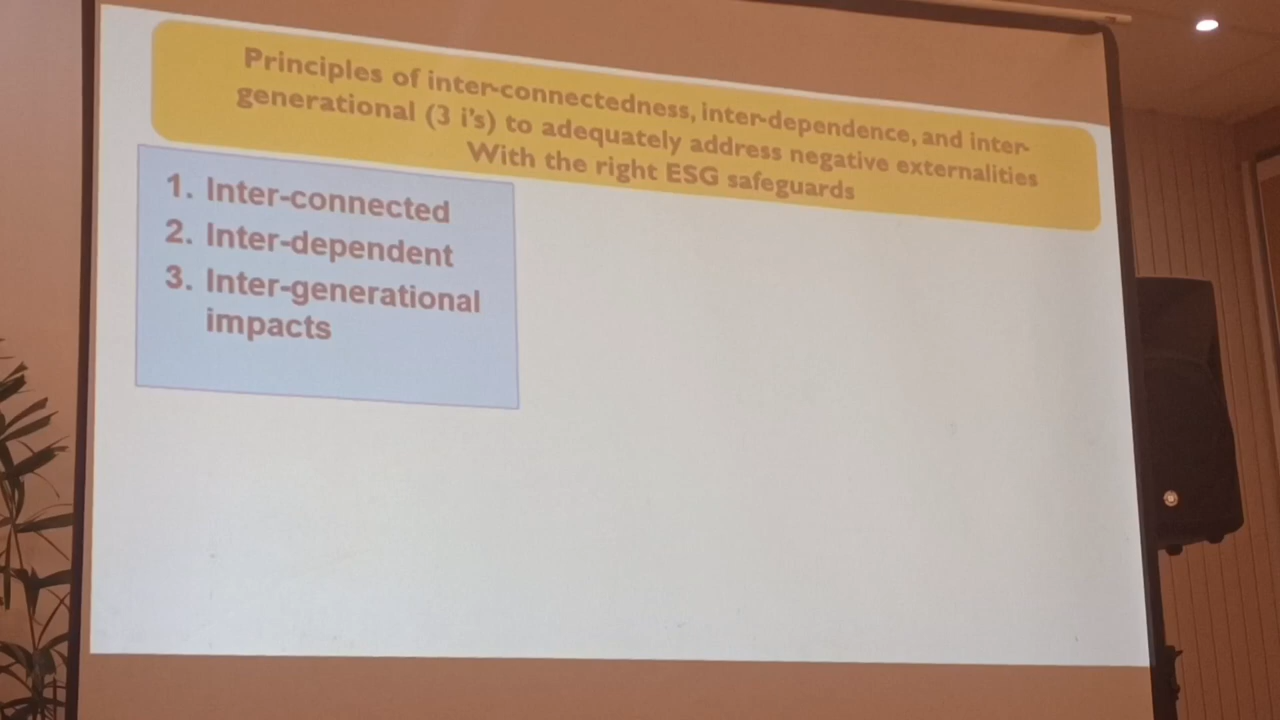 Principles of inter-connectedness, inter-dependence, and inter-
generational (3 i's) to adequately address negative externalities
With the right ESG safeguards
1. Inter-connected
2. Inter-dependent
3. Inter-generational
impacts